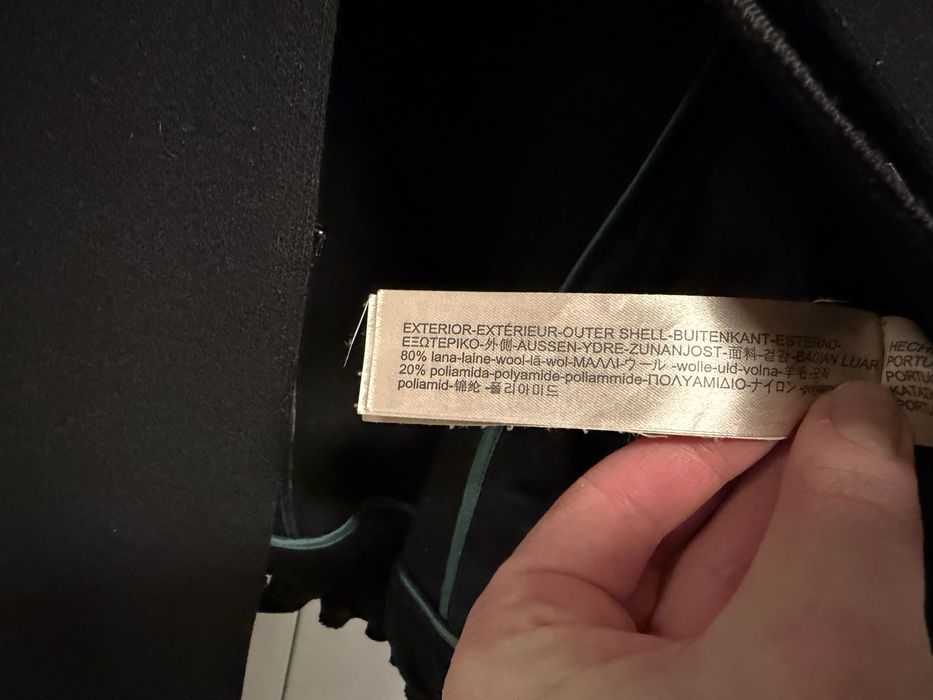 EXTERIOR-EXTÉRIEUR-OUTER SHELL-BUITENKANT-ESTERNO-
ΕΞΩΤΕΡΙΚΟ-外側-AUSSEN-YDRE-ZUNANJOST-面料-겉감-BAGIAN LUAR
80% lana-laine-wool-lã-wol-ΜΑΛΛΙ-ウール -wolle-uld-volna-羊毛-모직
20% poliamida-polyamide-poliammide-ΠΟΛΥΑΜΙΔΙΟ-ナイロン
poliamid-锦纶 -폴리아미드